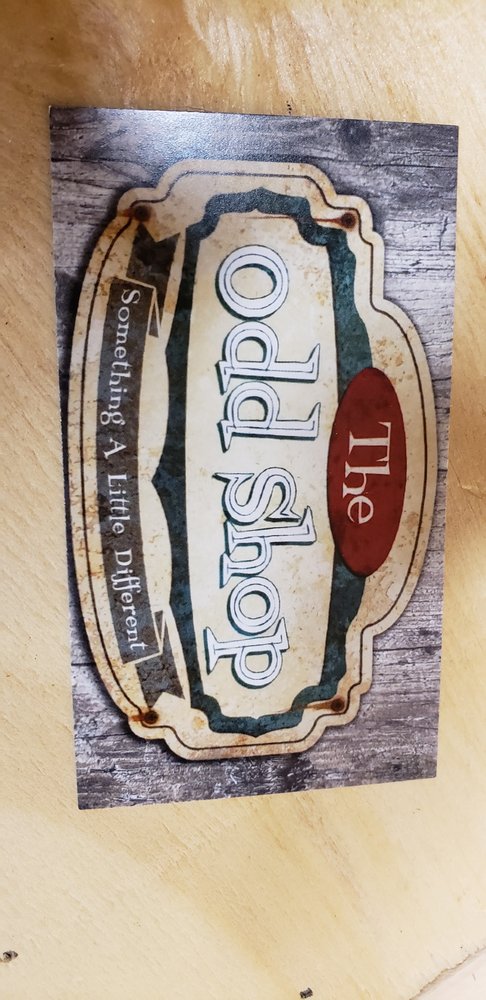 The
odd shop
Something A Little Different